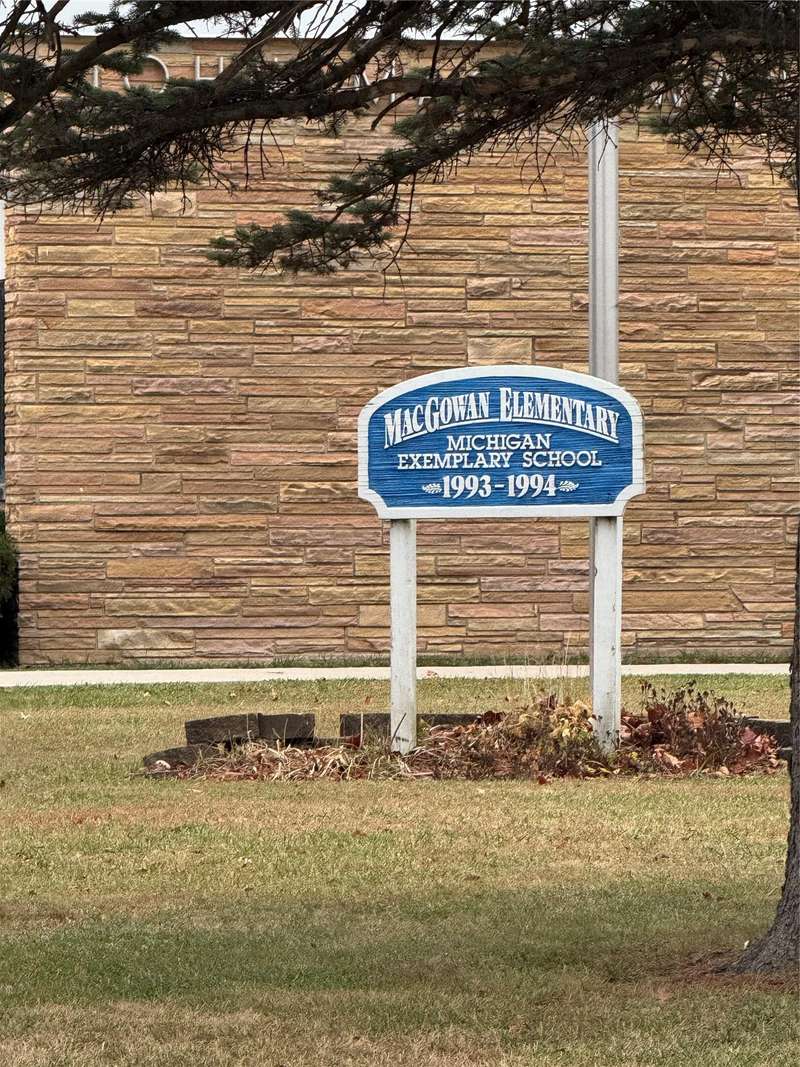 MACGOWAN ELEMENTARY
MICHIGAN
EXEMPLARY SCHOOL
1993-1994